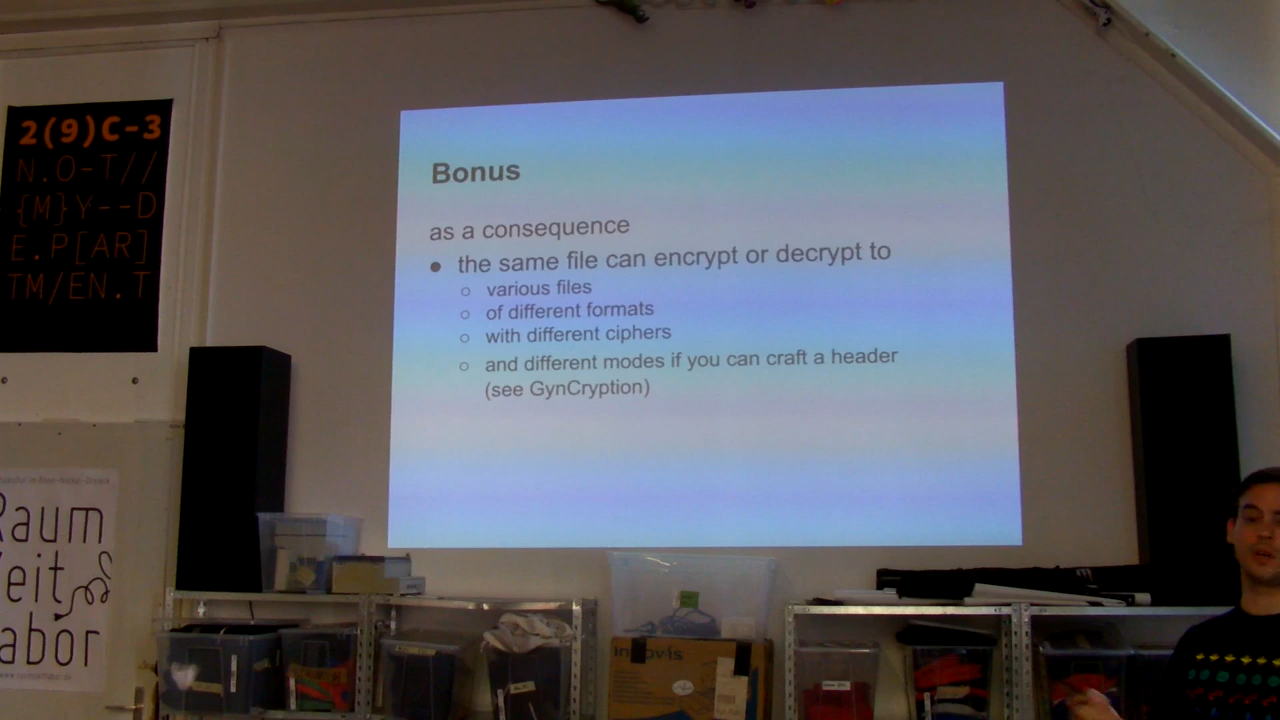 2(9)C-3
N.O-T//
{M}Y--D
E.P[AR]
TM/EN.T
Bonus
as a consequence
● the same file can encrypt or decrypt to
○ various files
○ of different formats
○ with different ciphers
○ and different modes if you can craft a header
(see GynCryption)
Raum
Zeit
Labor